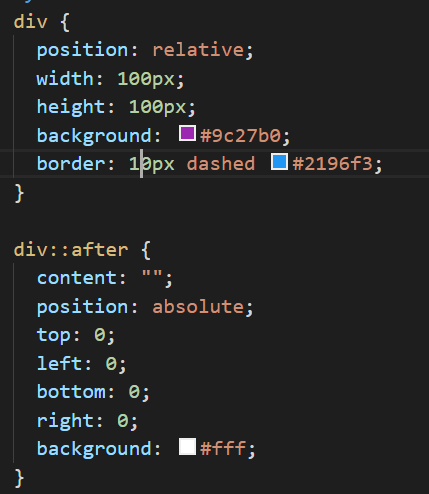 div {
position: relative;
width: 100px;
height: 100px;
background: #9c27b0;
border: 10px dashed #2196f3;
}
div::after {
content: "";
position: absolute;
top: 0;
left: 0;
bottom: 0;
right: 0;
background: #fff;
}